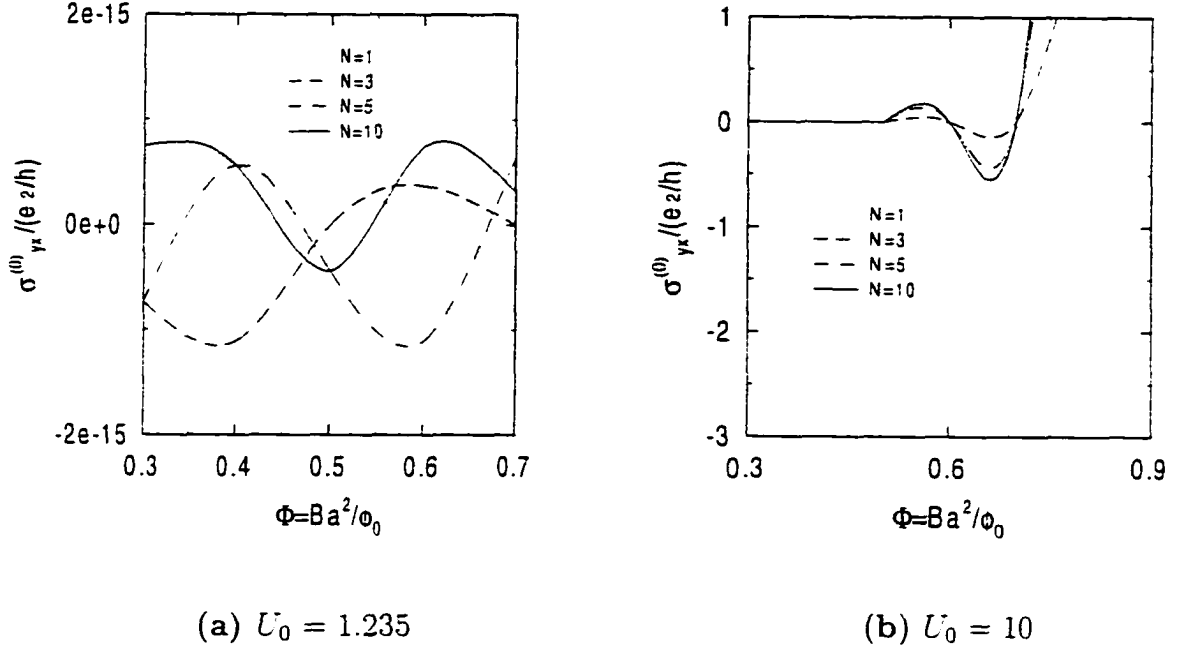 2e-15
0e+0
-2e-15
σ(0)yx/(e2/h)
N=1
N=3
N=5
N=10
0.3 0.4 0.5 0.6 0.7
Φ=Ba2/φ0
(a) U0 = 1.235
1
0
-1
-2
-3
σ(0)yx/(e2/h)
N=1
N=3
N=5
N=10
0.3 0.6 0.9
Φ=Ba2/φ0
(b) U0 = 10